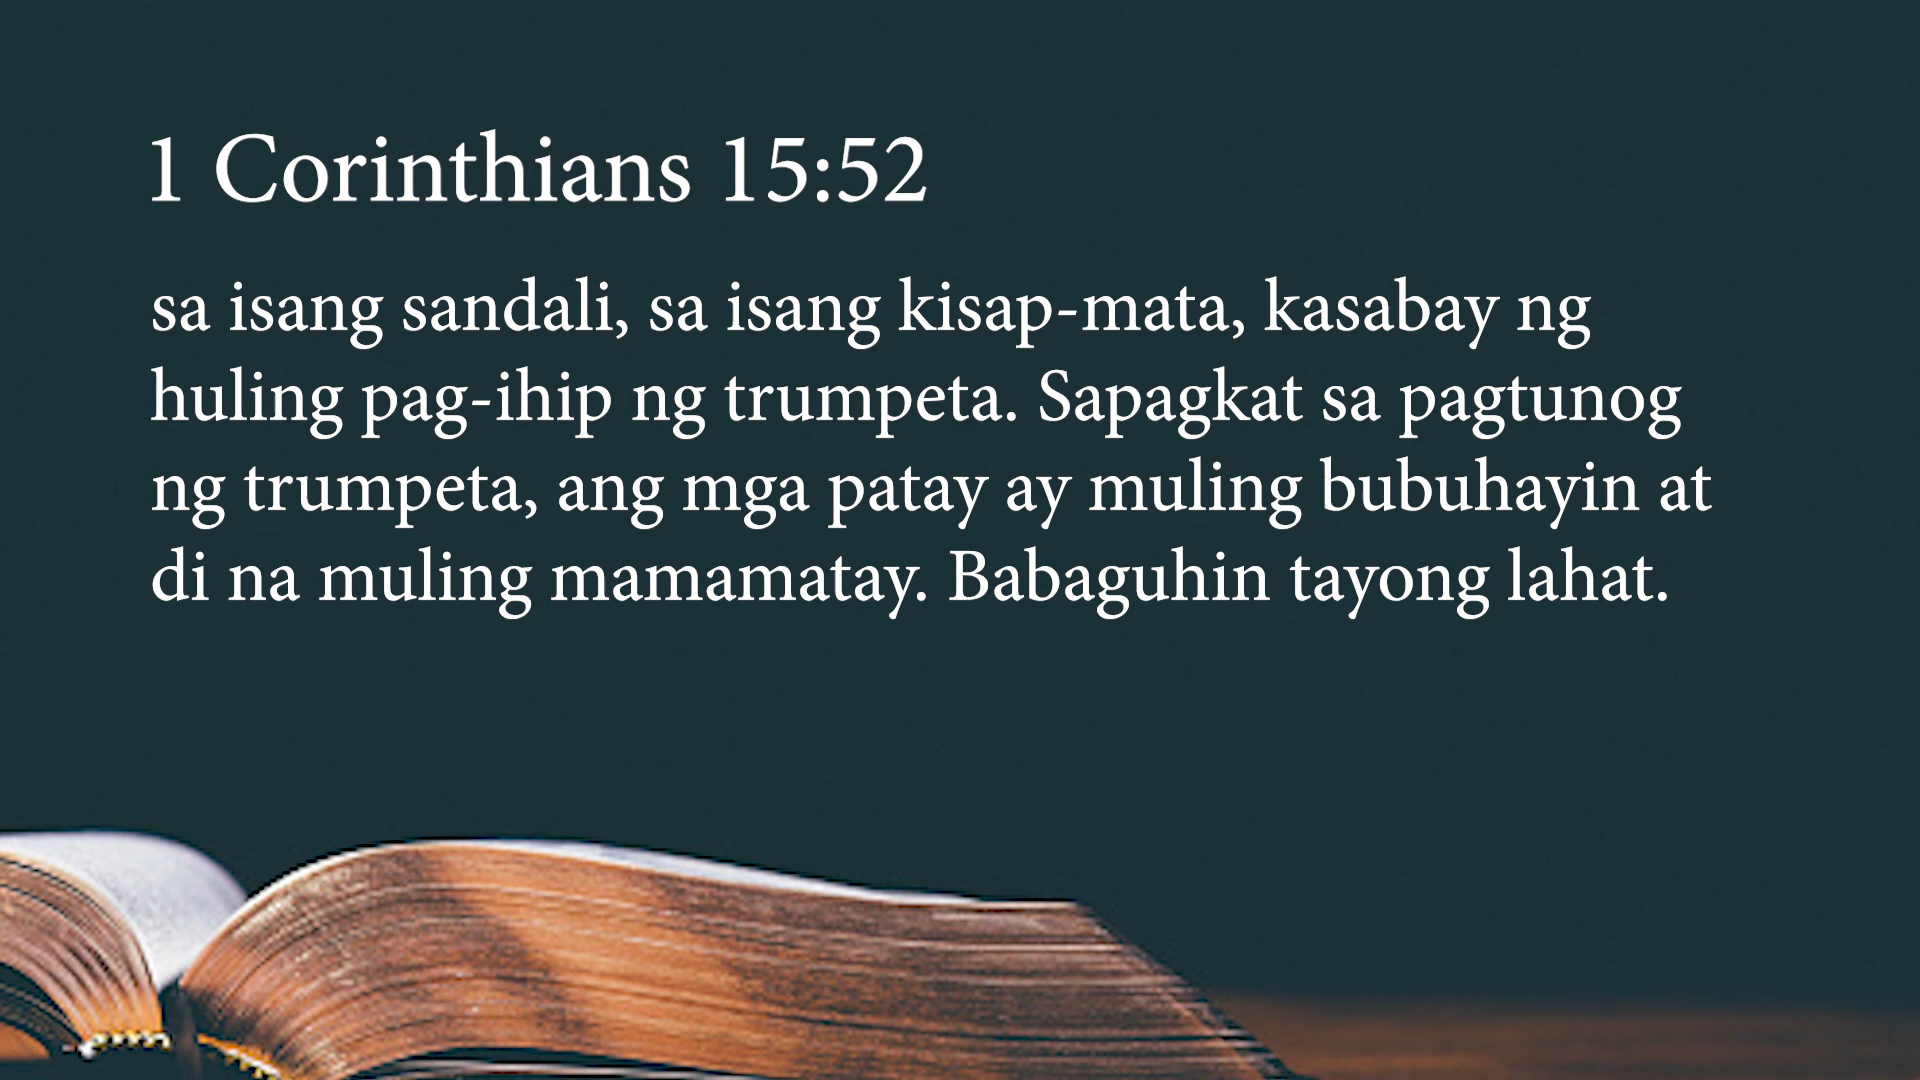 1 Corinthians 15:52
sa isang sandali, sa isang kisap-mata, kasabay ng
huling pag-ihip ng trumpeta. Sapagkat sa pagtunog
ng trumpeta, ang mga patay ay muling bubuhayin at
di na muling mamamatay. Babaguhin tayong lahat.